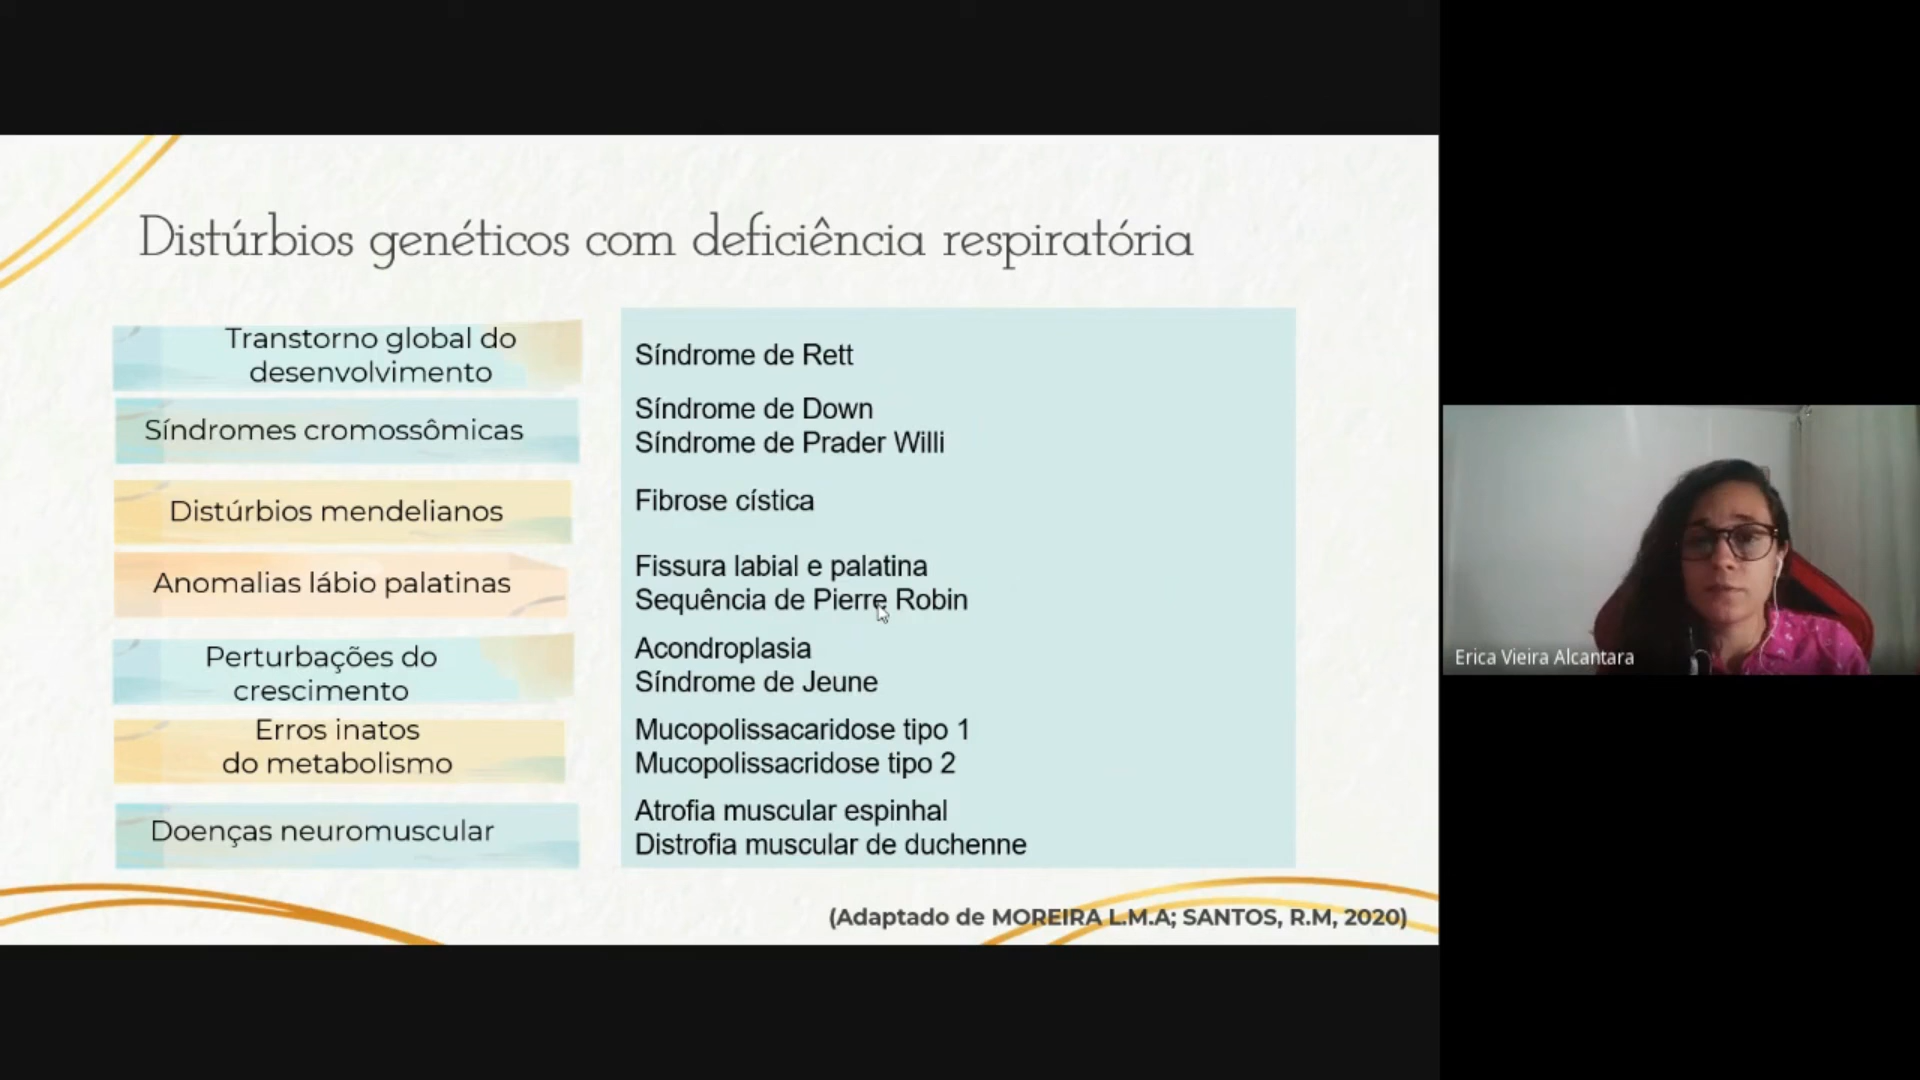 Distúrbios genéticos com deficiência respiratória
Transtorno global do
desenvolvimento
Síndrome de Rett
Síndromes cromossômicas
Síndrome de Down
Síndrome de Prader Willi
Distúrbios mendelianos
Fibrose cística
Anomalias lábio palatinas
Fissura labial e palatina
Sequência de Pierre Robin
Perturbações do
crescimento
Acondroplasia
Síndrome de Jeune
Erros inatos
do metabolismo
Mucopolissacaridose tipo 1
Mucopolissacridose tipo 2
Doenças neuromuscular
Atrofia muscular espinhal
Distrofia muscular de duchenne
(Adaptado de MOREIRA L.M.A; SANTOS, R.M, 2020)
Erica Vieira Alcantara